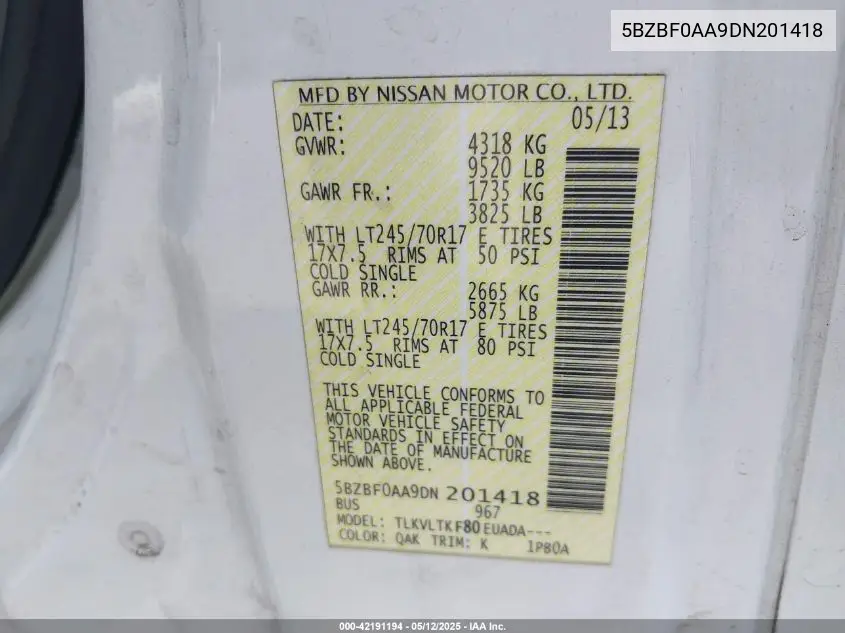 5BZBF0AA9DN201418
MFD BY NISSAN MOTOR CO., LTD.
DATE: 05/13
GVWR: 4318 KG
9520 LB
GAWR FR.: 1735 KG
3825 LB
WITH LT245/70R17 E TIRES
17X7.5 RIMS AT 50 PSI
COLD SINGLE
GAWR RR.: 2665 KG
5875 LB
WITH LT245/70R17 E TIRES
17X7.5 RIMS AT 80 PSI
COLD SINGLE
THIS VEHICLE CONFORMS TO
ALL APPLICABLE FEDERAL
MOTOR VEHICLE SAFETY
STANDARDS IN EFFECT ON
THE DATE OF MANUFACTURE
SHOWN ABOVE.
5BZBF0AA9DN 201418
BUS 967
MODEL: TLKVLTKF80EUADA---
COLOR: QAK TRIM: K 1PB0A
000-42191194 - 05/12/2025 - IAA Inc.